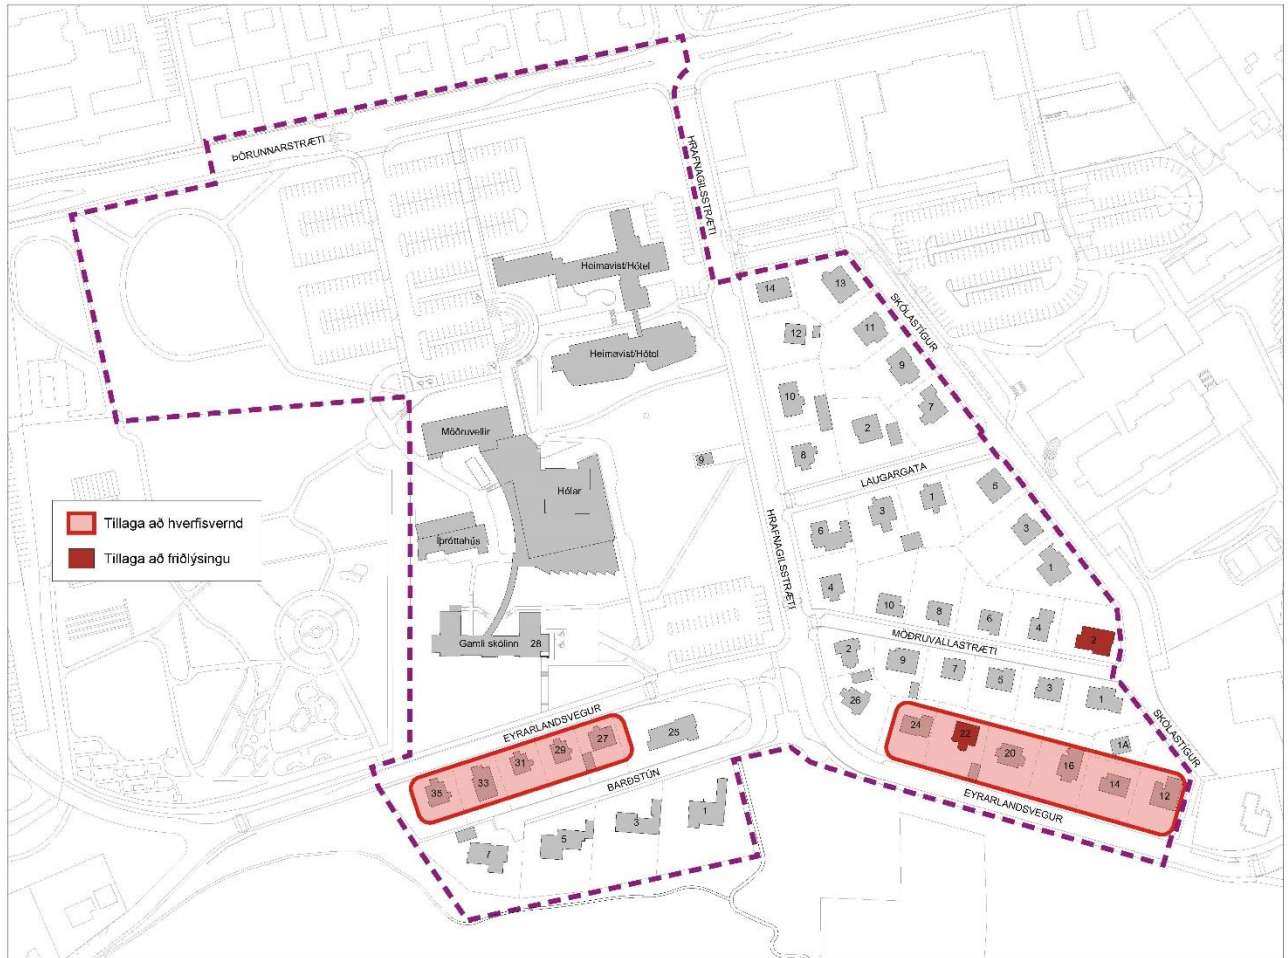 ÞÓRUNNARSTRÆTI
HRAFNAGILSSTRÆTI
Heimavist/Hótel
14
13
SKÓLASTÍGUR
12
11
Heimavist/Hótol
9
10
7
2
Möðruvellir
8
9
LAUGARGATA
Hólar
5
1
3
Tillaga að hverfisvernd
HRAFNAGILSSTRÆTI
6
3
Íþróttahús
Tillaga að friðlýsingu
1
4
10
8
6
4
2
Gamli skólinn 28
MÖÐRUVALLASTRÆTI
2
9
7
5
3
1
26
SKÓLASTÍGUR
EYRARLANDSVEGUR
24
22
25
27
29
1A
20
31
16
33
35
14
12
BARÐSTÚN
EYRARLANDSVEGUR
1
3
5
7